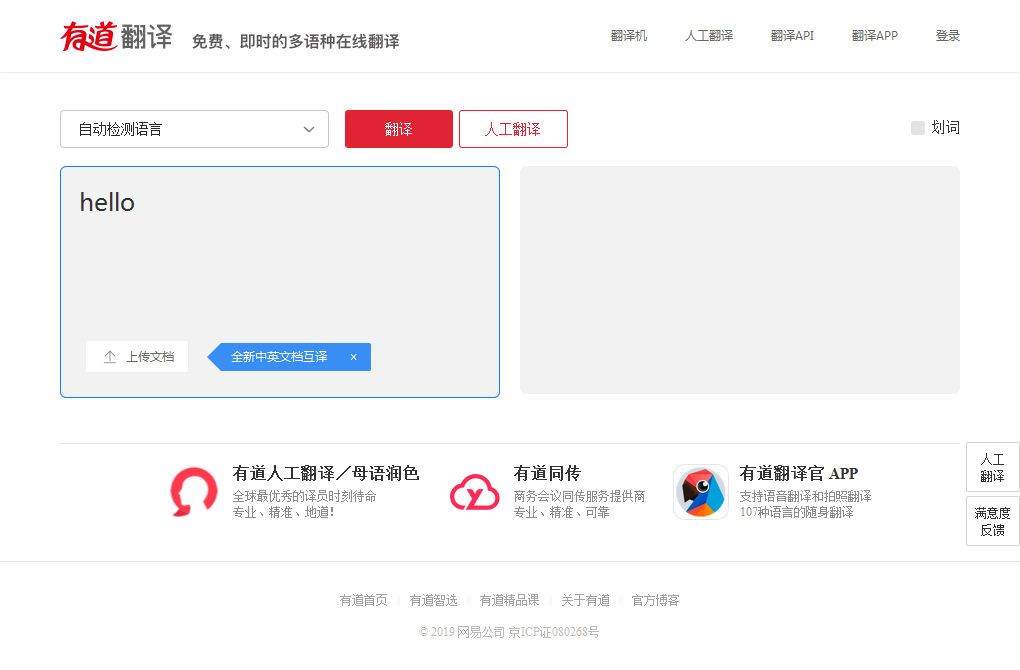 有道翻译 免费、即时的多语种在线翻译
翻译机 人工翻译 翻译API 翻译APP 登录
自动检测语言 翻译 人工翻译 划词
hello
上传文档 全新中英文档互译 ×
有道人工翻译／母语润色
全球最优秀的译员时刻待命
专业、精准、地道!
有道同传
商务会议同传服务提供商
专业、精准、可靠
有道翻译官 APP
支持语音翻译和拍照翻译
107种语言的随身翻译
人工
翻译
满意度
反馈
有道首页 有道智选 有道精品课 关于有道 官方博客
© 2019 网易公司 京ICP证080268号